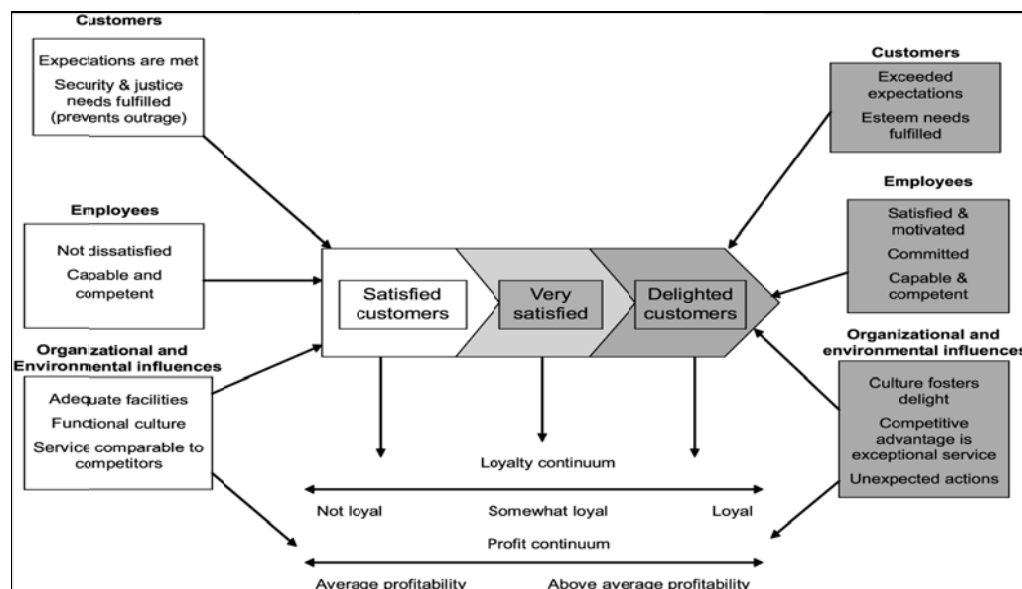 Customers
Expectations are met
Security & justice
needs fulfilled
(prevents outrage)
Employees
Not dissatisfied
Capable and
competent
Organizational and
Environmental influences
Adequate facilities
Functional culture
Service comparable to
competitors
Satisfied
customers
Very
satisfied
Delighted
customers
Loyalty continuum
Not loyal
Somewhat loyal
Loyal
Profit continuum
Average profitability
Above average profitability
Customers
Exceeded
expectations
Esteem needs
fulfilled
Employees
Satisfied &
motivated
Committed
Capable &
competent
Organizational and
environmental influences
Culture fosters
delight
Competitive
advantage is
exceptional service
Unexpected actions